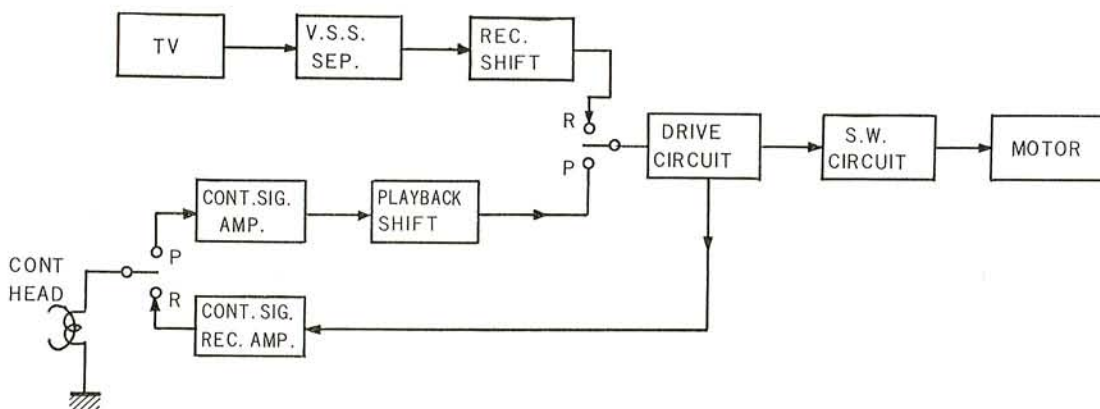 TV
V.S.S.
SEP.
REC.
SHIFT
R
P
DRIVE
CIRCUIT
S.W.
CIRCUIT
MOTOR
CONT.SIG.
AMP.
PLAYBACK
SHIFT
P
R
CONT
HEAD
CONT. SIG.
REC. AMP.